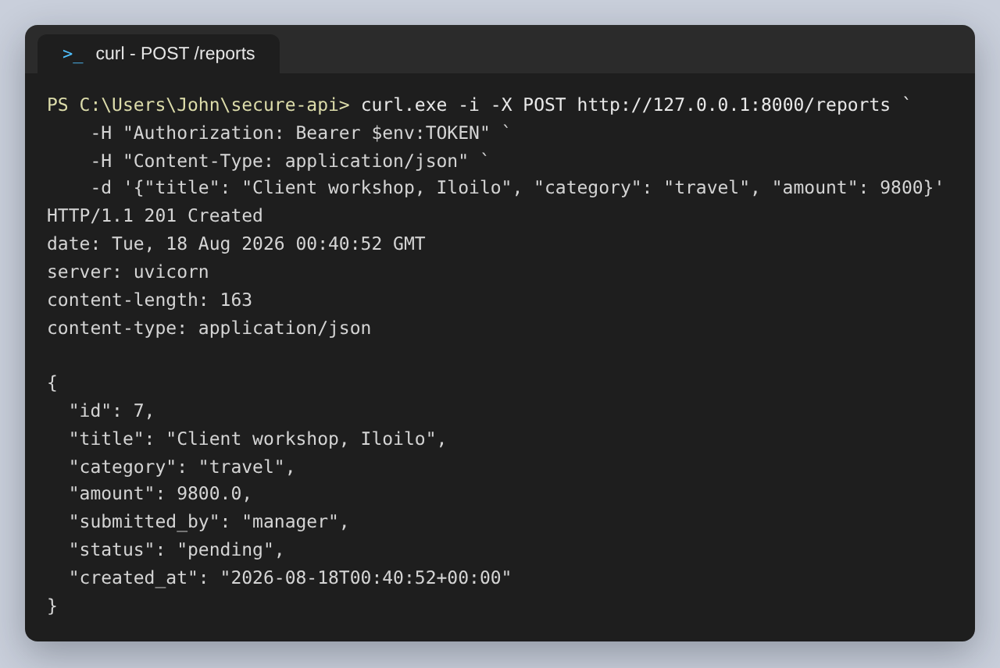 >_ curl - POST /reports
PS C:\Users\John\secure-api> curl.exe -i -X POST http://127.0.0.1:8000/reports `
    -H "Authorization: Bearer $env:TOKEN" `
    -H "Content-Type: application/json" `
    -d '{"title": "Client workshop, Iloilo", "category": "travel", "amount": 9800}'
HTTP/1.1 201 Created
date: Tue, 18 Aug 2026 00:40:52 GMT
server: uvicorn
content-length: 163
content-type: application/json

{
  "id": 7,
  "title": "Client workshop, Iloilo",
  "category": "travel",
  "amount": 9800.0,
  "submitted_by": "manager",
  "status": "pending",
  "created_at": "2026-08-18T00:40:52+00:00"
}